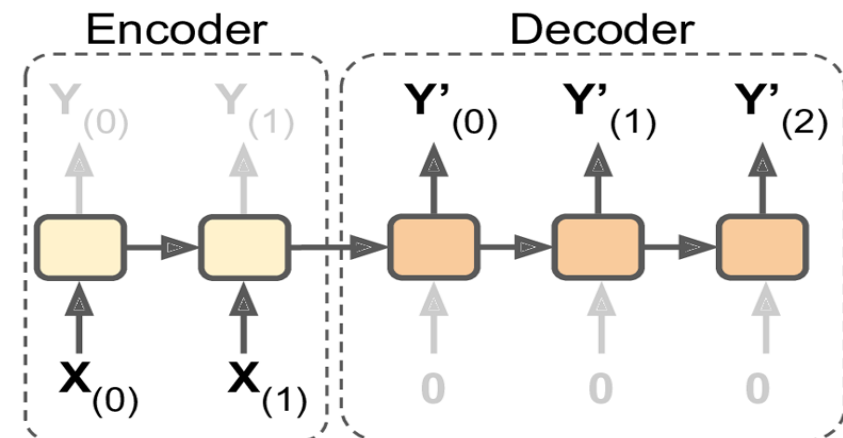 Encoder Decoder
Y(0) Y(1) Y’(0) Y’(1) Y’(2)
X(0) X(1) 0 0 0